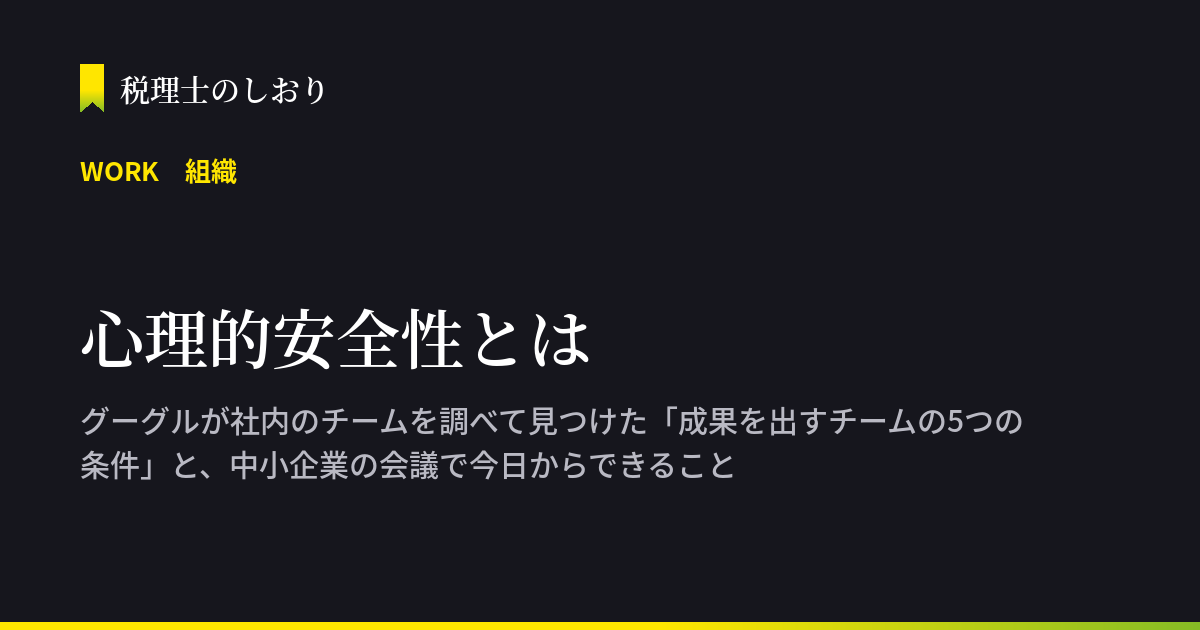 税理士のしおり
WORK　組織
心理的安全性とは
グーグルが社内のチームを調べて見つけた「成果を出すチームの5つの
条件」と、中小企業の会議で今日からできること